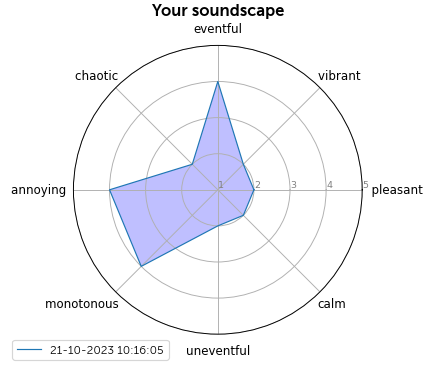 Your soundscape
eventful
chaotic
vibrant
annoying
1
2
3
4
5
pleasant
monotonous
calm
21-10-2023 10:16:05
uneventful